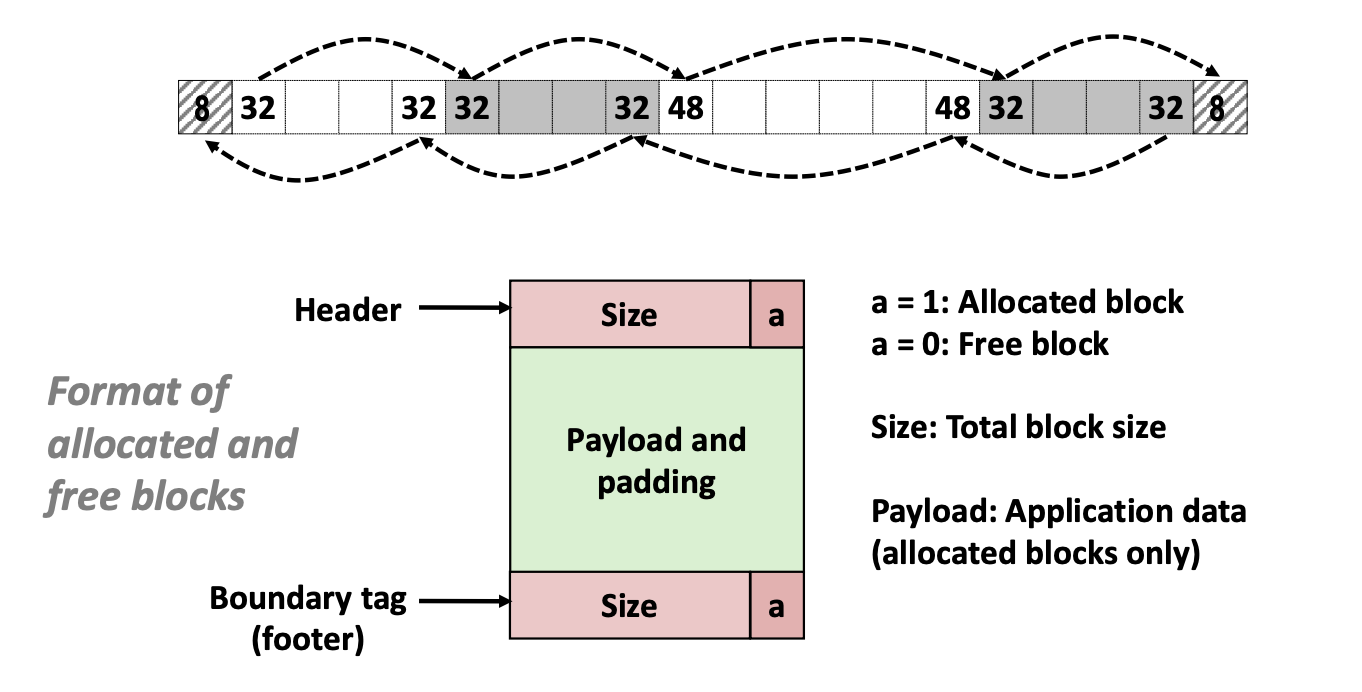 8 32 32 32 32 48 48 32 32 8
Header
Size a
a = 1: Allocated block
a = 0: Free block
Format of
allocated and
free blocks
Payload and
padding
Size: Total block size
Payload: Application data
(allocated blocks only)
Boundary tag
(footer)
Size a